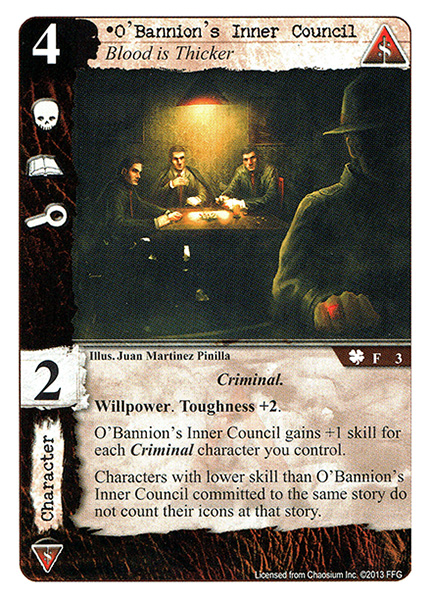 4
•O'Bannion's Inner Council
Blood is Thicker
Illus. Juan Martinez Pinilla
F 3
2
Criminal.
Willpower. Toughness +2.
O'Bannion's Inner Council gains +1 skill for
each Criminal character you control.
Characters with lower skill than O'Bannion's
Inner Council committed to the same story do
not count their icons at that story.
Character
Licensed from Chaosium Inc. ©2013 FFG